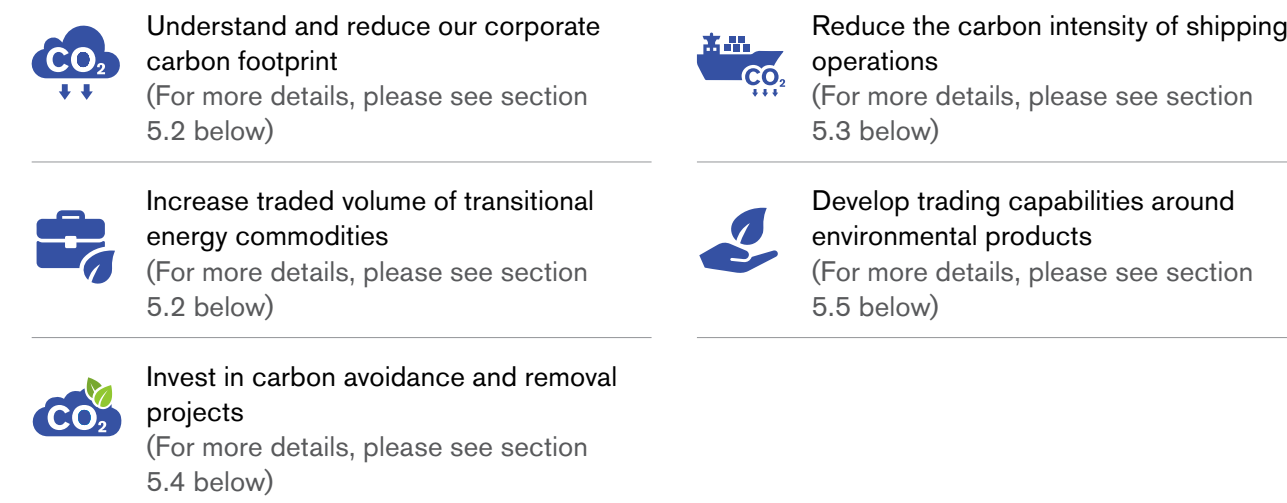 CO2
Understand and reduce our corporate
carbon footprint
(For more details, please see section
5.2 below)
CO2
Reduce the carbon intensity of shipping
operations
(For more details, please see section
5.3 below)
Increase traded volume of transitional
energy commodities
(For more details, please see section
5.2 below)
Develop trading capabilities around
environmental products
(For more details, please see section
5.5 below)
CO2
Invest in carbon avoidance and removal
projects
(For more details, please see section
5.4 below)